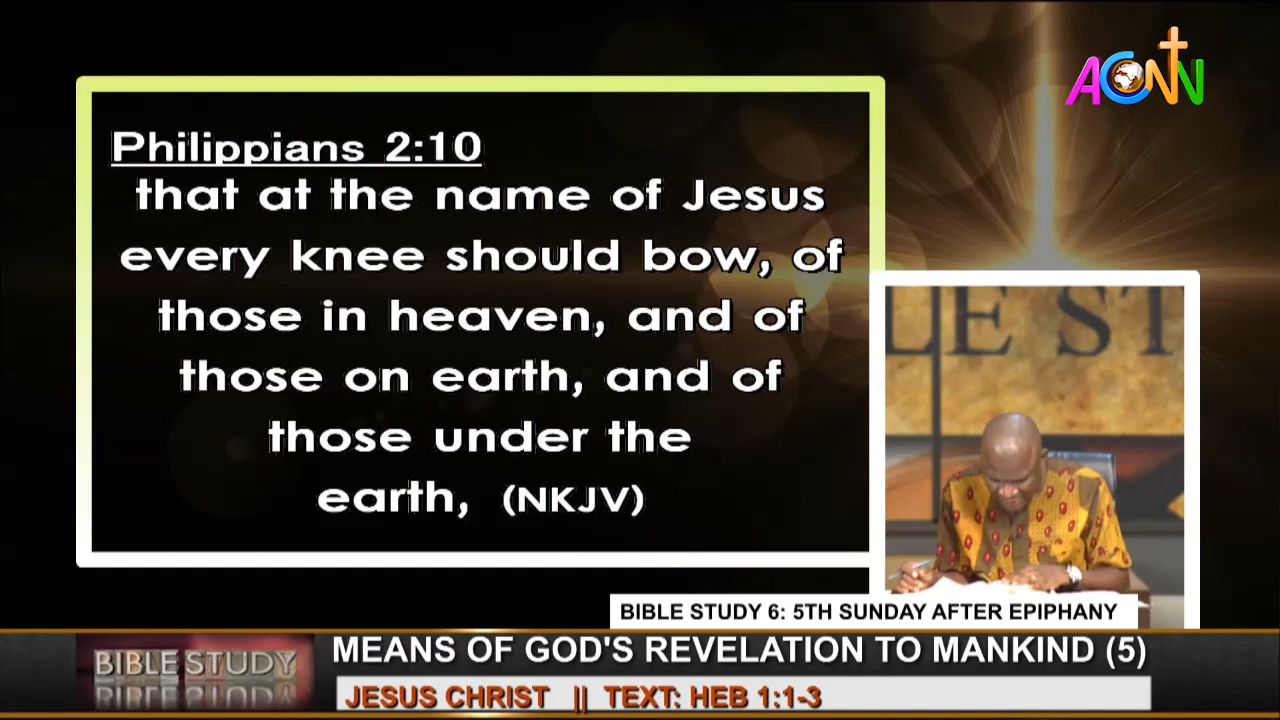 ACNN
Philippians 2:10
that at the name of Jesus
every knee should bow, of
those in heaven, and of
those on earth, and of
those under the
earth, (NKJV)
LE ST
BIBLE STUDY 6: 5TH SUNDAY AFTER EPIPHANY
BIBLE STUDY
MEANS OF GOD'S REVELATION TO MANKIND (5)
JESUS CHRIST || TEXT: HEB 1:1-3